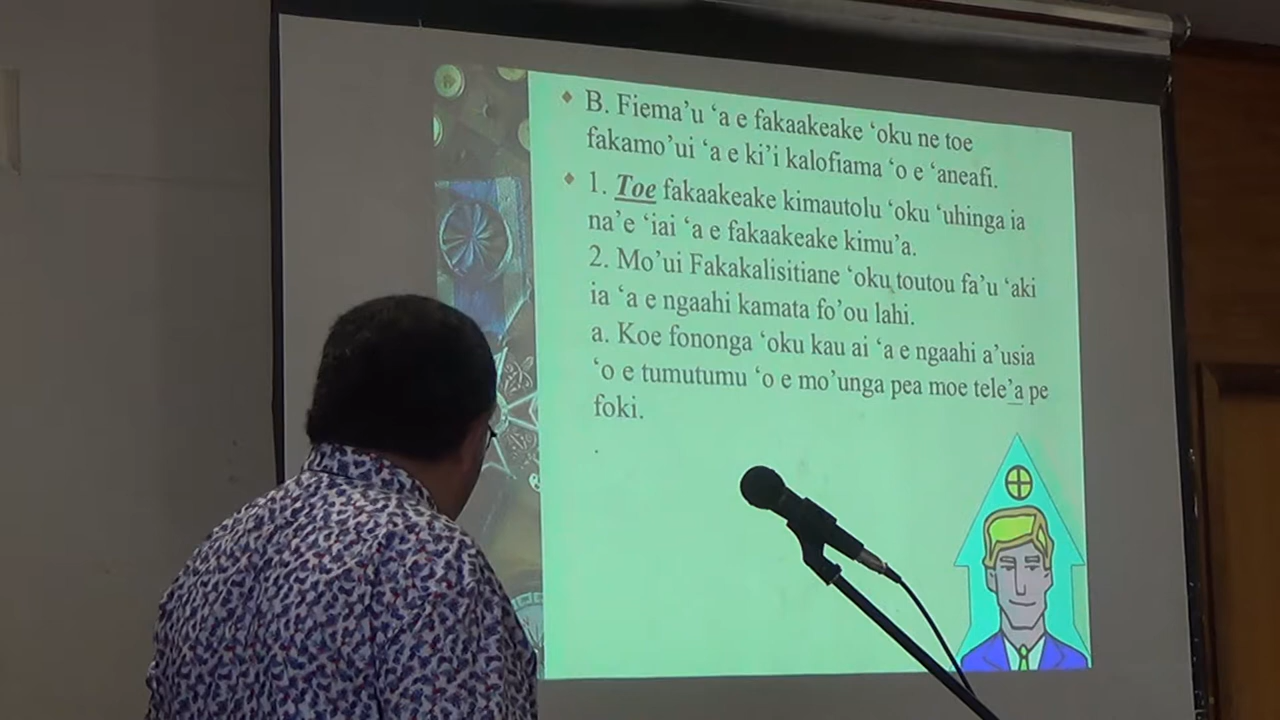 B. Fiema’u ‘a e fakaakeake ‘oku ne toe
fakamo’ui ‘a e ki’i kalofiama ‘o e ‘aneafi.
1. Toe fakaakeake kimautolu ‘oku ‘uhinga ia
na’e ‘iai ‘a e fakaakeake kimu’a.
2. Mo’ui Fakakalisitiane ‘oku toutou fa’u ‘aki
ia ‘a e ngaahi kamata fo’ou lahi.
a. Koe fononga ‘oku kau ai ‘a e ngaahi a’usia
‘o e tumutumu ‘o e mo’unga pea moe tele’a pe
foki.